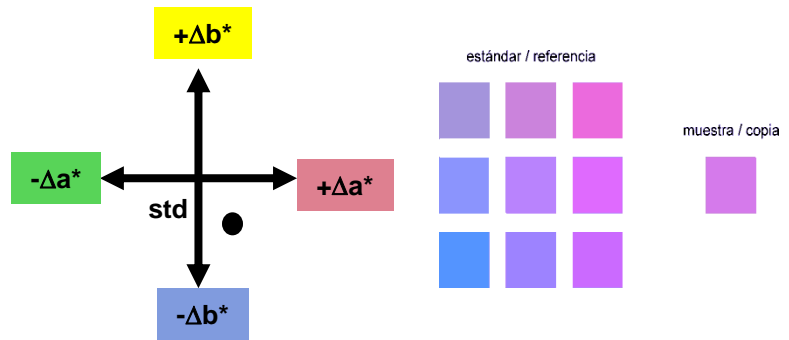 +Δb*
estándar / referencia
muestra / copia
-Δa*
+Δa*
std
-Δb*